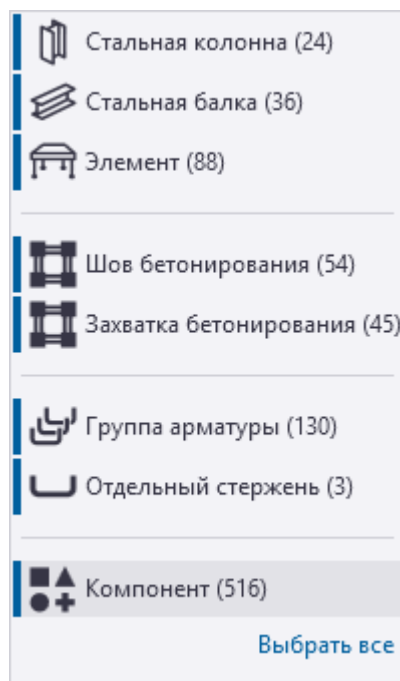 Стальная колонна (24)
Стальная балка (36)
Элемент (88)
Шов бетонирования (54)
Захватка бетонирования (45)
Группа арматуры (130)
Отдельный стержень (3)
Компонент (516)
Выбрать все